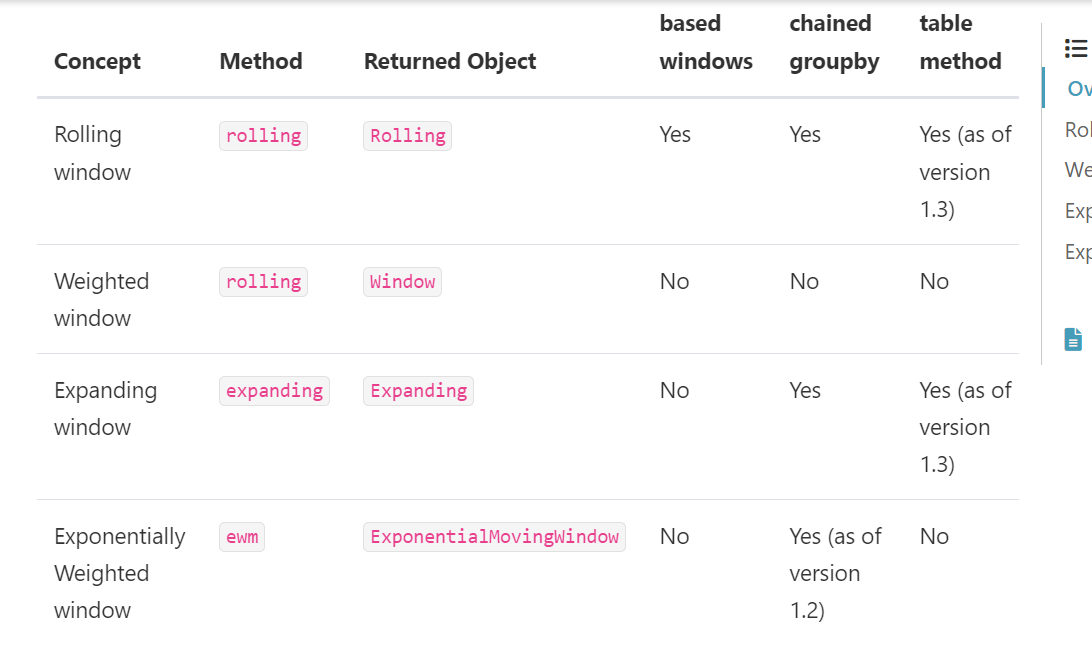 based chained table
Concept Method Returned Object windows groupby method
Rolling rolling Rolling Yes Yes Yes (as of
window version
1.3)
Weighted rolling Window No No No
window
Expanding expanding Expanding No Yes Yes (as of
window version
1.3)
Exponentially ewm ExponentialMovingWindow No Yes (as of No
Weighted version
window 1.2)
Ov
Rol
We
Exp
Exp